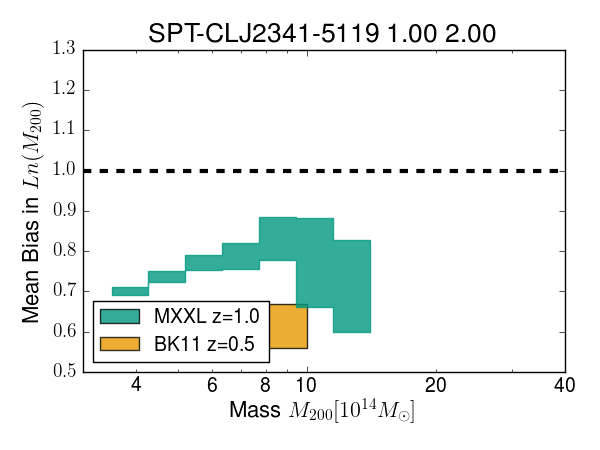 SPT-CLJ2341-5119 1.00 2.00
1.3
1.2
1.1
1.0
0.9
0.8
0.7
0.6
0.5
Mean Bias in Ln(M₂₀₀)
MXXL z=1.0
BK11 z=0.5
4 6 8 10 20 40
Mass M₂₀₀[10¹⁴M☉]